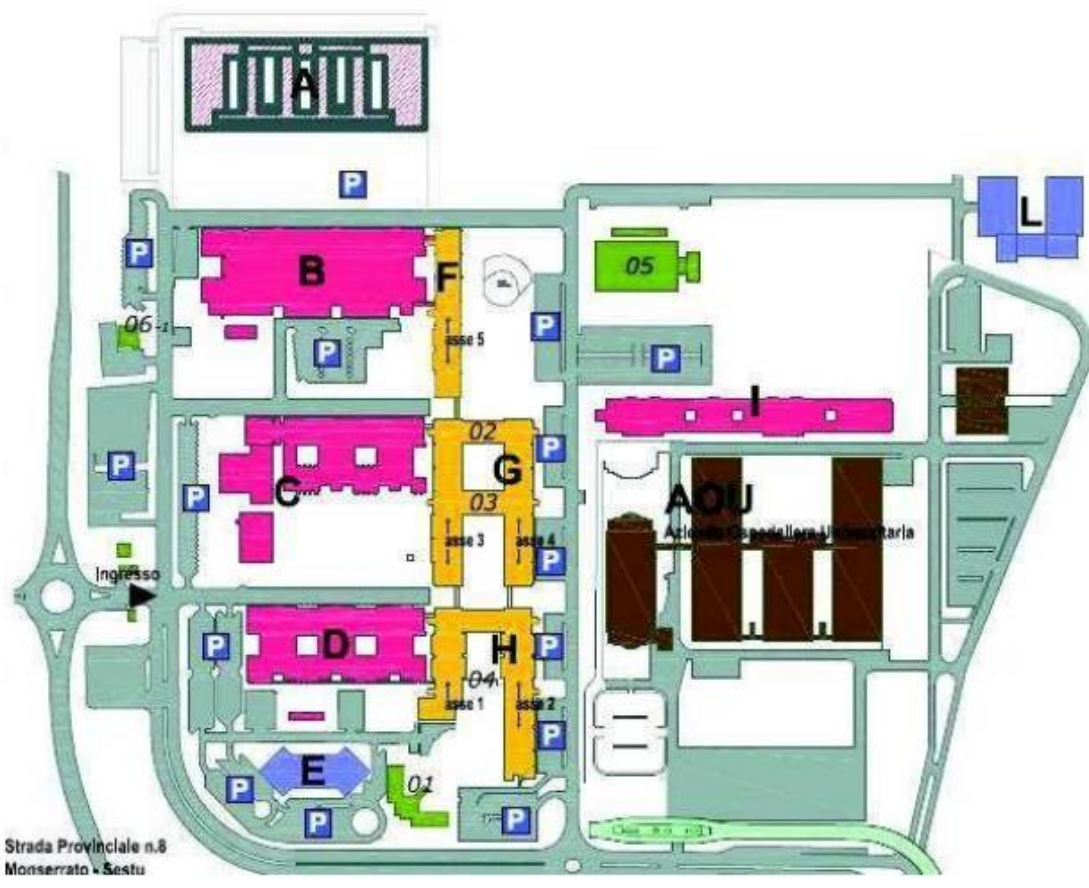 A
P
L
P
B
F
05
06-1
P
asse 5
P
P
I
02
P
G
P
C
P
03
AOU
Azienda Ospedaliera Universitaria
asse 3
asse 4
P
Ingresso
P
D
H
P
04
asse 1
asse 2
P
E
01
P
P
P
Strada Provinciale n.8
Monserrato - Sestu